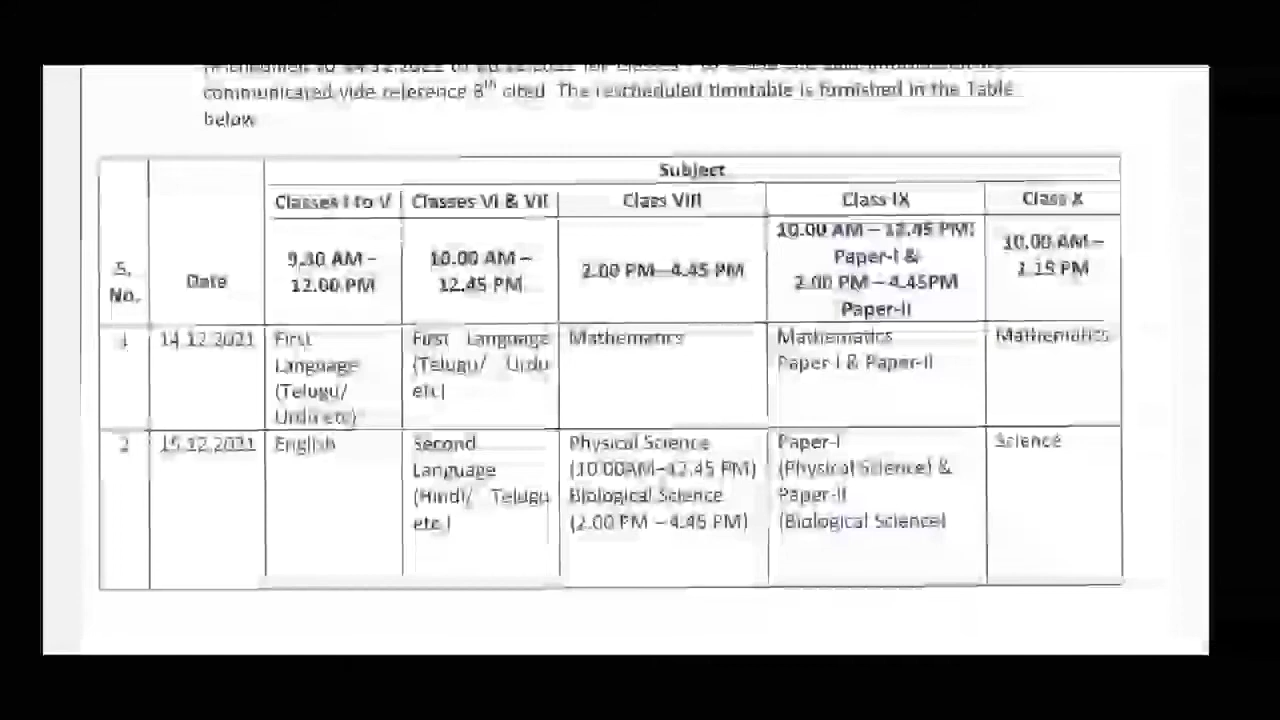 communicated vide reference 8th cited. The rescheduled timetable is furnished in the Table
below
Subject
Classes I to V
Classes VI & VII
Class VIII
Class IX
Class X
S.
No.
Date
9.30 AM –
12.00 PM
10.00 AM –
12.45 PM
2.00 PM–4.45 PM
10.00 AM – 12.45 PM:
Paper-I &
2.00 PM – 4.45PM
Paper-II
10.00 AM –
1.15 PM
1
14.12.2021
First
Language
(Telugu/
Urdu etc)
First Language
(Telugu/ Urdu
etc)
Mathematics
Mathematics
Paper-I & Paper-II
Mathematics
2
15.12.2021
English
Second
Language
(Hindi/ Telugu
etc.)
Physical Science
(10.00AM–12.45 PM)
Biological Science
(2.00 PM – 4.45 PM)
Paper-I
(Physical Science) &
Paper-II
(Biological Science)
Science